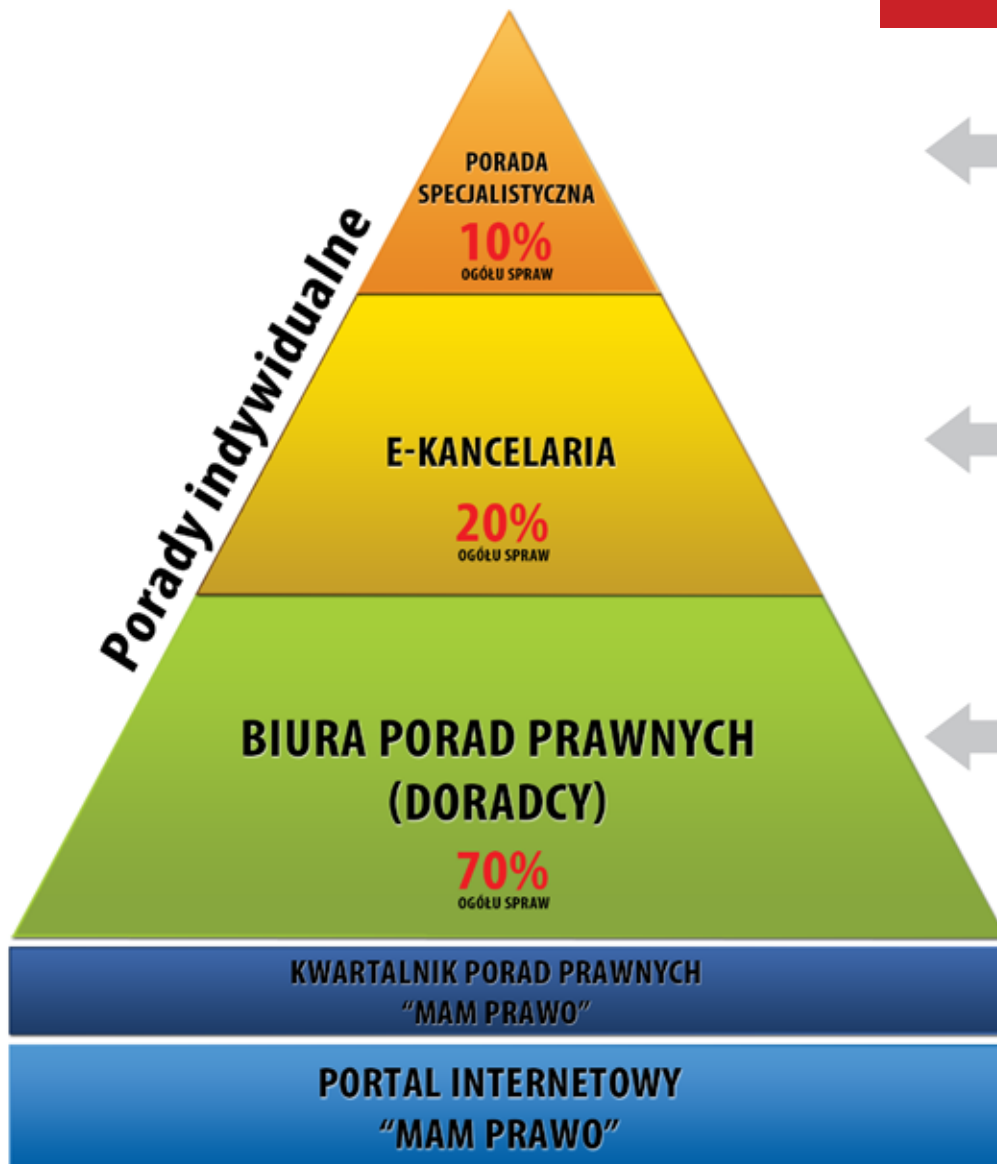 PORADA
SPECJALISTYCZNA
10%
OGÓŁU SPRAW
Porady indywidualne
E-KANCELARIA
20%
OGÓŁU SPRAW
BIURA PORAD PRAWNYCH
(DORADCY)
70%
OGÓŁU SPRAW
KWARTALNIK PORAD PRAWNYCH
“MAM PRAWO”
PORTAL INTERNETOWY
“MAM PRAWO”